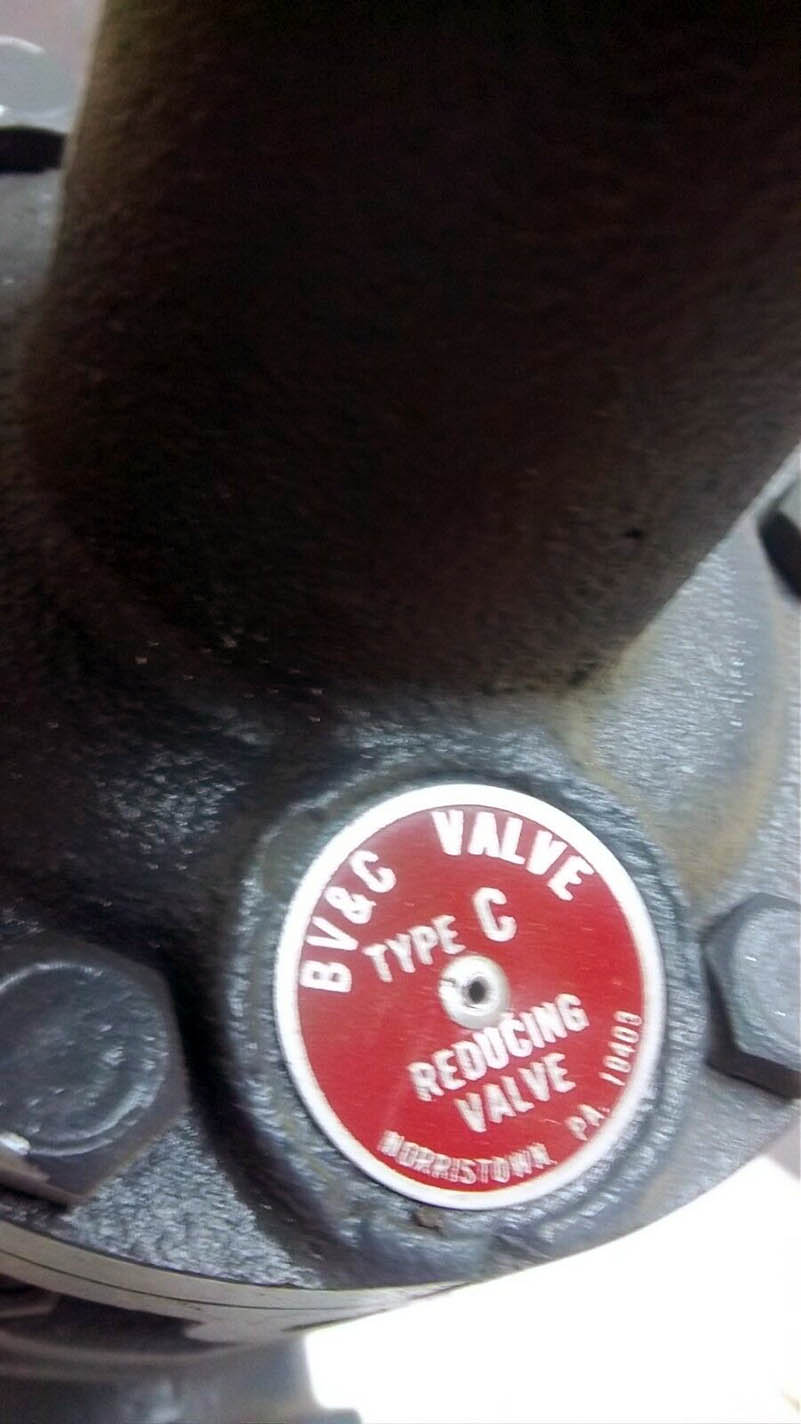 BV&C VALVE
TYPE C
REDUCING
VALVE
NORRISTOWN, PA. 19403